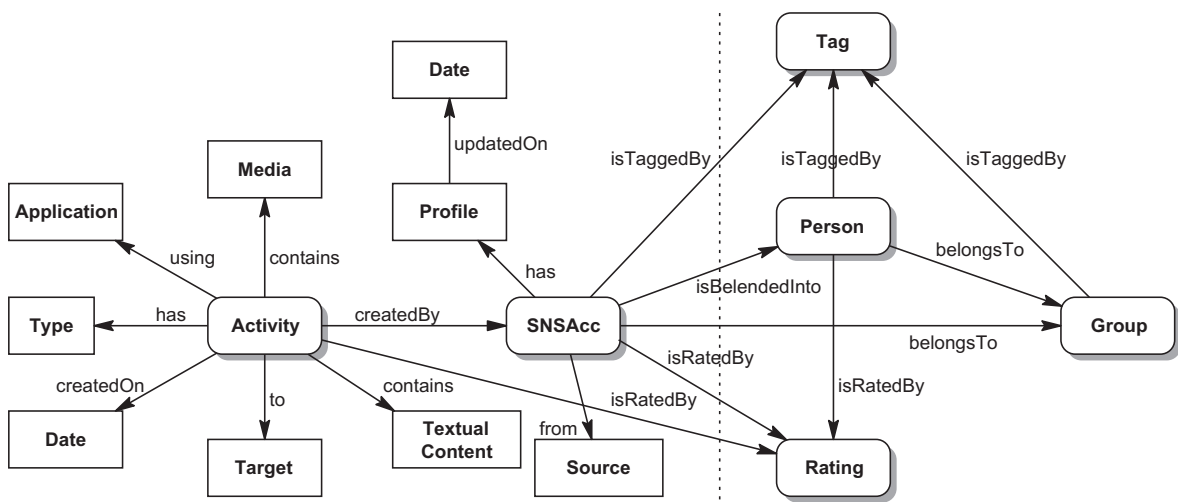 Tag
Date
updatedOn
isTaggedBy
isTaggedBy
isTaggedBy
Media
Application
Profile
Person
using
contains
has
belongsTo
isBelendedInto
Type
has
Activity
createdBy
SNSAcc
Group
belongsTo
createdOn
to
contains
isRatedBy
isRatedBy
isRatedBy
Date
Target
Textual
Content
from
Source
Rating